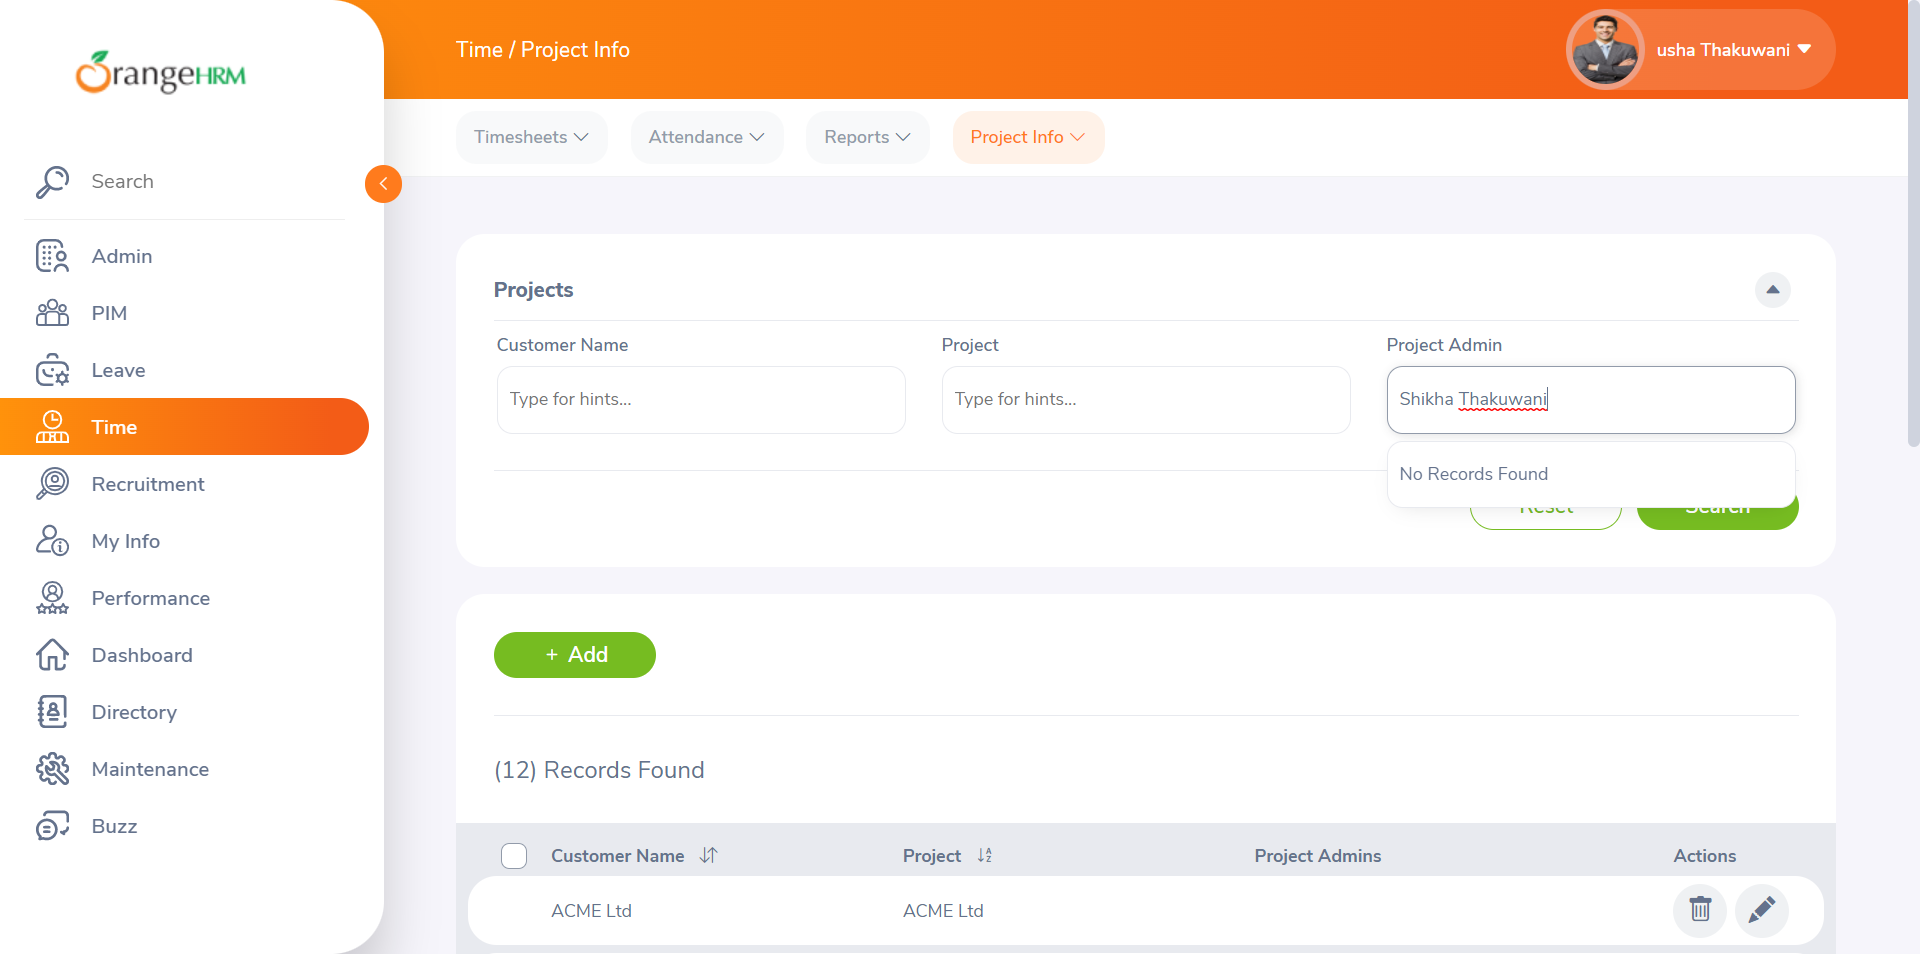 OrangeHRM
Time / Project Info
usha Thakuwani
Timesheets
Attendance
Reports
Project Info
Search
Admin
PIM
Leave
Time
Recruitment
My Info
Performance
Dashboard
Directory
Maintenance
Buzz
Projects
Customer Name
Project
Project Admin
Type for hints...
Type for hints...
Shikha Thakuwani
No Records Found
Reset
Search
+ Add
(12) Records Found
Customer Name
Project
Project Admins
Actions
ACME Ltd
ACME Ltd